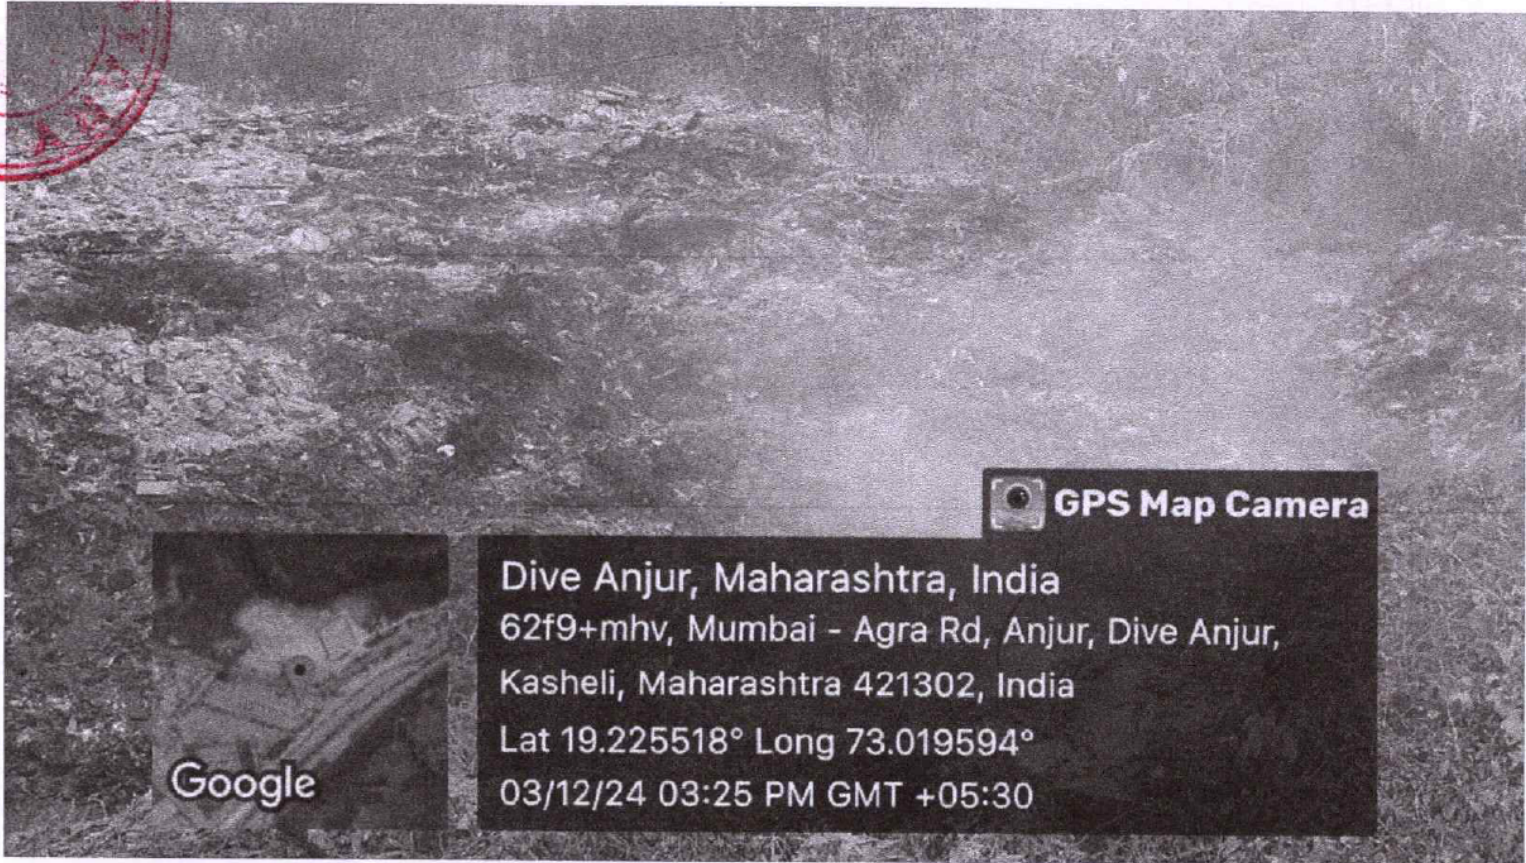 GPS Map Camera
Dive Anjur, Maharashtra, India
62f9+mhv, Mumbai - Agra Rd, Anjur, Dive Anjur,
Kasheli, Maharashtra 421302, India
Lat 19.225518° Long 73.019594°
03/12/24 03:25 PM GMT +05:30
Google